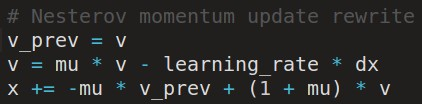 # Nesterov momentum update rewrite
v_prev = v
v = mu * v - learning_rate * dx
x += -mu * v_prev + (1 + mu) * v